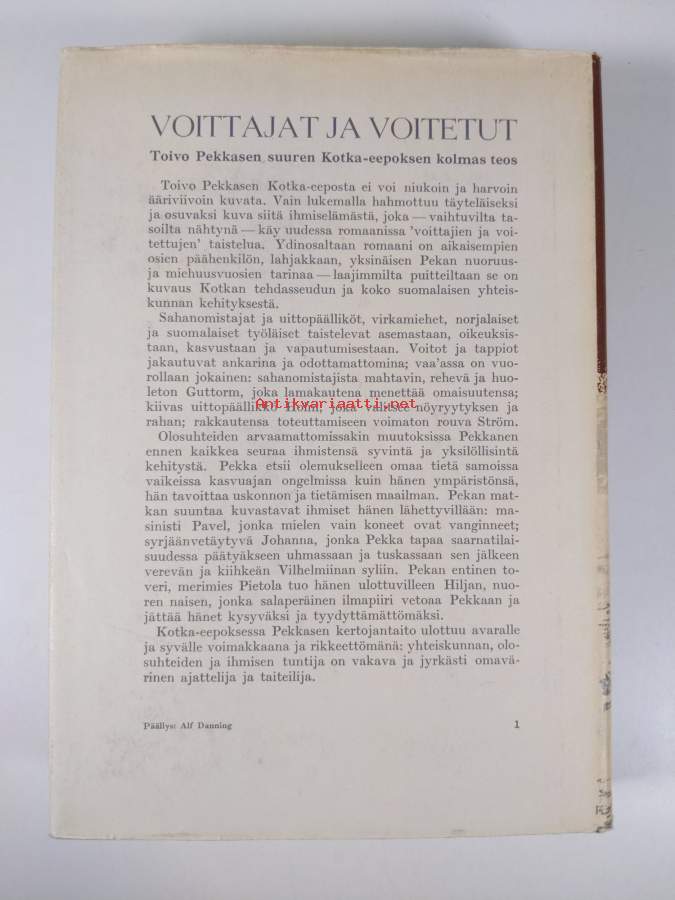 VOITTAJAT JA VOITETUT
Toivo Pekkasen suuren Kotka-eepoksen kolmas teos
Toivo Pekkasen Kotka-eeposta ei voi niukoin ja harvoin
ääriviivoin kuvata. Vain lukemalla hahmottuu täyteläiseksi
ja osuvaksi kuva siitä ihmiselämästä, joka — vaihtuvilta ta-
soilta nähtynä — käy uudessa romaanissa 'voittajien ja voi-
tettujen' taistelua. Ydinosaltaan romaani on aikaisempien
osien päähenkilön, lahjakkaan, yksinäisen Pekan nuoruus-
ja miehuusvuosien tarinaa — laajimmilta puitteiltaan se on
kuvaus Kotkan tehdasseudun ja koko suomalaisen yhteis-
kunnan kehityksestä.
Sahanomistajat ja uittopäälliköt, virkamiehet, norjalaiset
ja suomalaiset työläiset taistelevat asemastaan, oikeuksis-
taan, kasvustaan ja vapautumisestaan. Voitot ja tappiot
jakautuvat ankarina ja odottamattomina; vaa'assa on vuo-
rollaan jokainen: sahanomistajista mahtavin, rehevä ja huo-
leton Guttorm, joka lamakautena menettää omaisuutensa;
Antikvariaatti.net
kiivas uittopäällikkö Holm, joka valitsee nöyryytyksen ja
rahan; rakkautensa toteuttamiseen voimaton rouva Ström.
Olosuhteiden arvaamattomissakin muutoksissa Pekkanen
ennen kaikkea seuraa ihmistensä syvintä ja yksilöllisintä
kehitystä. Pekka etsii olemukselleen omaa tietä samoissa
vaikeissa kasvuajan ongelmissa kuin hänen ympäristönsä,
hän tavoittaa uskonnon ja tietämisen maailman. Pekan mat-
kan suuntaa kuvastavat ihmiset hänen lähettyvillään: ma-
sinisti Pavel, jonka mielen vain koneet ovat vanginneet;
syrjäänvetäytyvä Johanna, jonka Pekka tapaa saarnatilai-
suudessa päätyäkseen uhmassaan ja tuskassaan sen jälkeen
verevän ja kiihkeän Vilhelmiinan syliin. Pekan entinen to-
veri, merimies Pietola tuo hänen ulottuvilleen Hiljan, nuo-
ren naisen, jonka salaperäinen ilmapiiri vetoaa Pekkaan ja
jättää hänet kysyväksi ja tyydyttämättömäksi.
Kotka-eepoksessa Pekkasen kertojantaito ulottuu avaralle
ja syvälle voimakkaana ja rikkeettömänä: yhteiskunnan, olo-
suhteiden ja ihmisen tuntija on vakava ja jyrkästi omavä-
rinen ajattelija ja taiteilija.
Päällys: Alf Danning
1